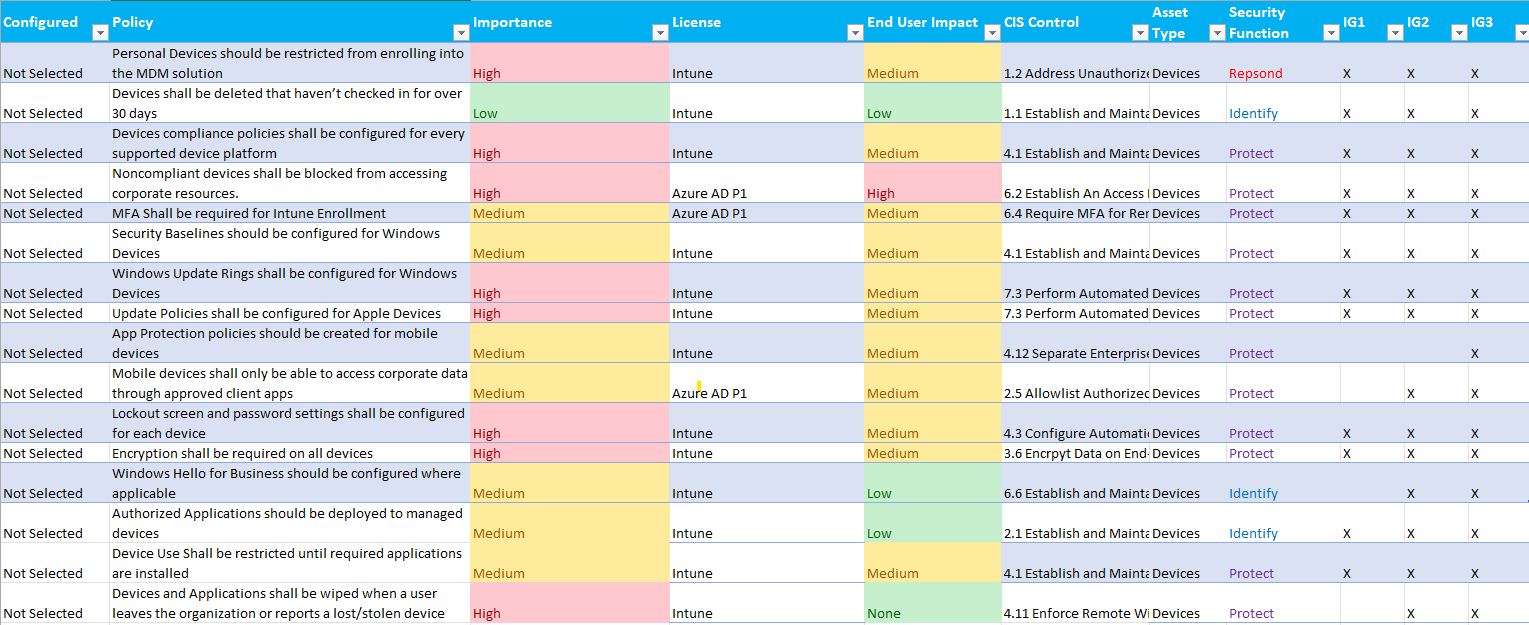 Configured Policy Importance License End User Impact CIS Control Asset Type Security Function IG1 IG2 IG3
Personal Devices should be restricted from enrolling into
the MDM solution
Not Selected High Intune Medium 1.2 Address Unauthorize Devices Repsond X X X
Devices shall be deleted that haven’t checked in for over
30 days
Not Selected Low Intune Low 1.1 Establish and Mainta Devices Identify X X X
Devices compliance policies shall be configured for every
supported device platform
Not Selected High Intune Medium 4.1 Establish and Mainta Devices Protect X X X
Noncompliant devices shall be blocked from accessing
corporate resources.
Not Selected High Azure AD P1 High 6.2 Establish An Access Devices Protect X X X
Not Selected MFA Shall be required for Intune Enrollment Medium Azure AD P1 Medium 6.4 Require MFA for Rer Devices Protect X X X
Security Baselines should be configured for Windows
Devices
Not Selected Medium Intune Medium 4.1 Establish and Mainta Devices Protect X X X
Windows Update Rings shall be configured for Windows
Devices
Not Selected High Intune Medium 7.3 Perform Automated Devices Protect X X X
Not Selected Update Policies shall be configured for Apple Devices High Intune Medium 7.3 Perform Automated Devices Protect X X X
App Protection policies should be created for mobile
devices
Not Selected Medium Intune Medium 4.12 Separate Enterprise Devices Protect X
Mobile devices shall only be able to access corporate data
through approved client apps
Not Selected Medium Azure AD P1 Medium 2.5 Allowlist Authorized Devices Protect X X
Lockout screen and password settings shall be configured
for each device
Not Selected High Intune Medium 4.3 Configure Automati Devices Protect X X X
Not Selected Encryption shall be required on all devices High Intune Medium 3.6 Encrpyt Data on End- Devices Protect X X X
Windows Hello for Business should be configured where
applicable
Not Selected Medium Intune Low 6.6 Establish and Mainta Devices Identify X X
Authorized Applications should be deployed to managed
devices
Not Selected Medium Intune Low 2.1 Establish and Mainta Devices Identify X X X
Device Use Shall be restricted until required applications
are installed
Not Selected Medium Intune Medium 4.1 Establish and Mainta Devices Protect X X X
Devices and Applications shall be wiped when a user
leaves the organization or reports a lost/stolen device
Not Selected High Intune None 4.11 Enforce Remote Wi Devices Protect X X